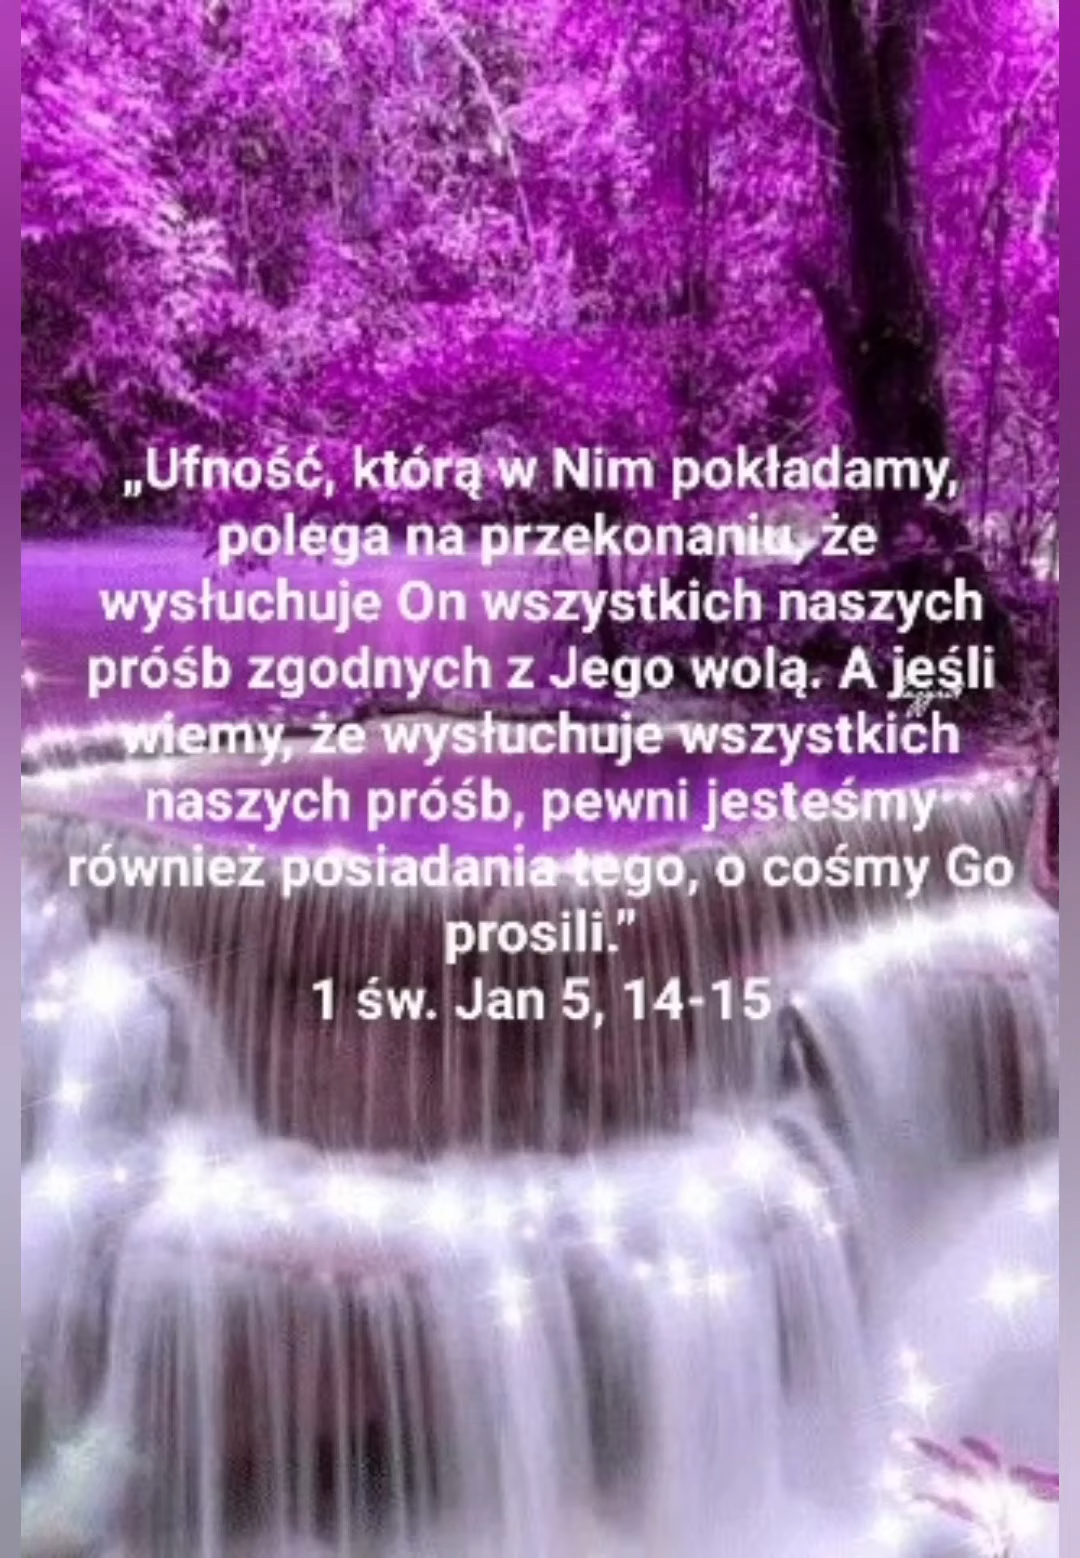 „Ufność, którą w Nim pokładamy,
polega na przekonaniu, że
wysłuchuje On wszystkich naszych
próśb zgodnych z Jego wolą. A jeśli
wiemy, że wysłuchuje wszystkich
naszych próśb, pewni jesteśmy
również posiadania tego, o cośmy Go
prosili.”
1 św. Jan 5, 14-15